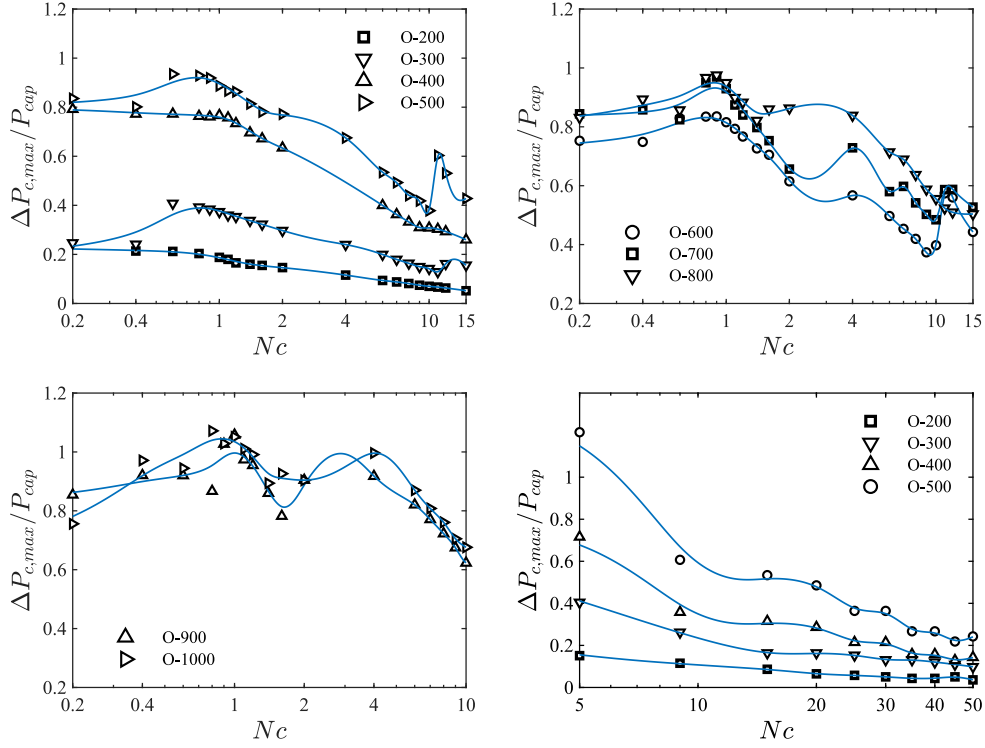 ΔP_{c,max}/P_{cap}
1.2
1
0.8
0.6
0.4
0.2
0
O-200
O-300
O-400
O-500
0.2 0.4 1 2 4 10 15
Nc
ΔP_{c,max}/P_{cap}
1.2
1
0.8
0.6
0.4
0.2
O-600
O-700
O-800
0.2 0.4 1 2 4 10 15
Nc
ΔP_{c,max}/P_{cap}
1.2
1
0.8
0.6
0.4
0.2
O-900
O-1000
0.2 0.4 1 2 4 10
Nc
ΔP_{c,max}/P_{cap}
1
0.8
0.6
0.4
0.2
0
O-200
O-300
O-400
O-500
5 10 20 30 40 50
Nc